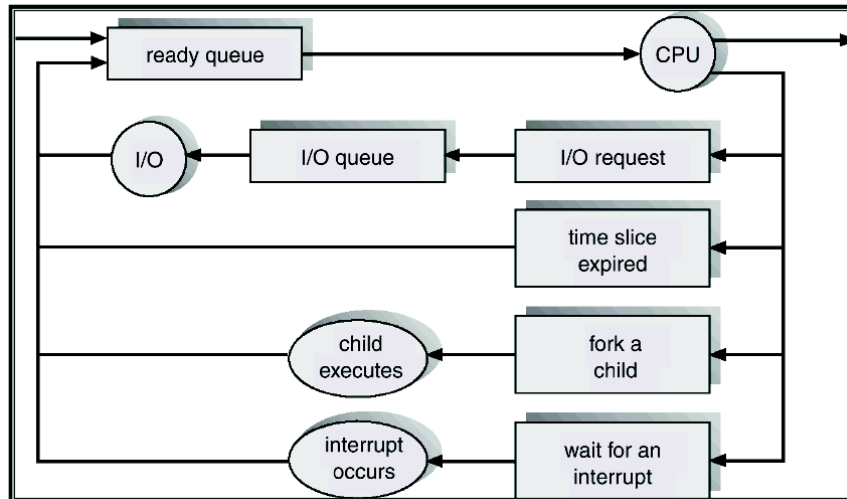 ready queue
CPU
I/O
I/O queue
I/O request
time slice
expired
child
executes
fork a
child
interrupt
occurs
wait for an
interrupt